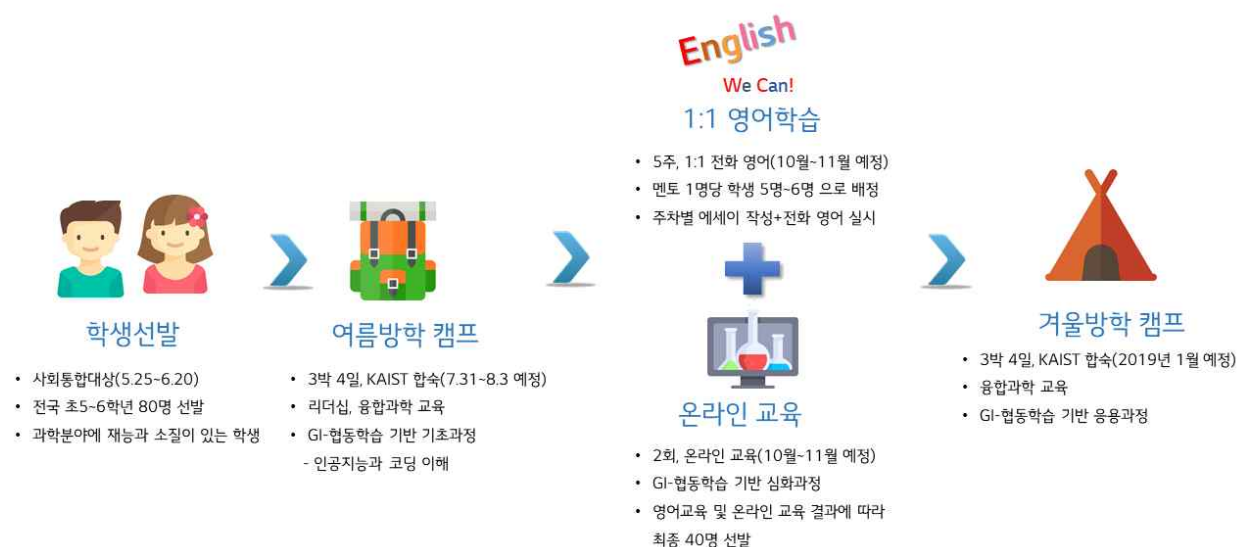 학생선발
• 사회통합대상(5.25~6.20)
• 전국 초5~6학년 80명 선발
• 과학분야에 재능과 소질이 있는 학생
여름방학 캠프
• 3박 4일, KAIST 합숙(7.31~8.3 예정)
• 리더십, 융합과학 교육
• GI-협동학습 기반 기초과정
- 인공지능과 코딩 이해
English
We Can!
1:1 영어학습
• 5주, 1:1 전화 영어(10월~11월 예정)
• 멘토 1명당 학생 5명~6명 으로 배정
• 주차별 에세이 작성+전화 영어 실시
온라인 교육
• 2회, 온라인 교육(10월~11월 예정)
• GI-협동학습 기반 심화과정
• 영어교육 및 온라인 교육 결과에 따라
최종 40명 선발
겨울방학 캠프
• 3박 4일, KAIST 합숙(2019년 1월 예정)
• 융합과학 교육
• GI-협동학습 기반 응용과정